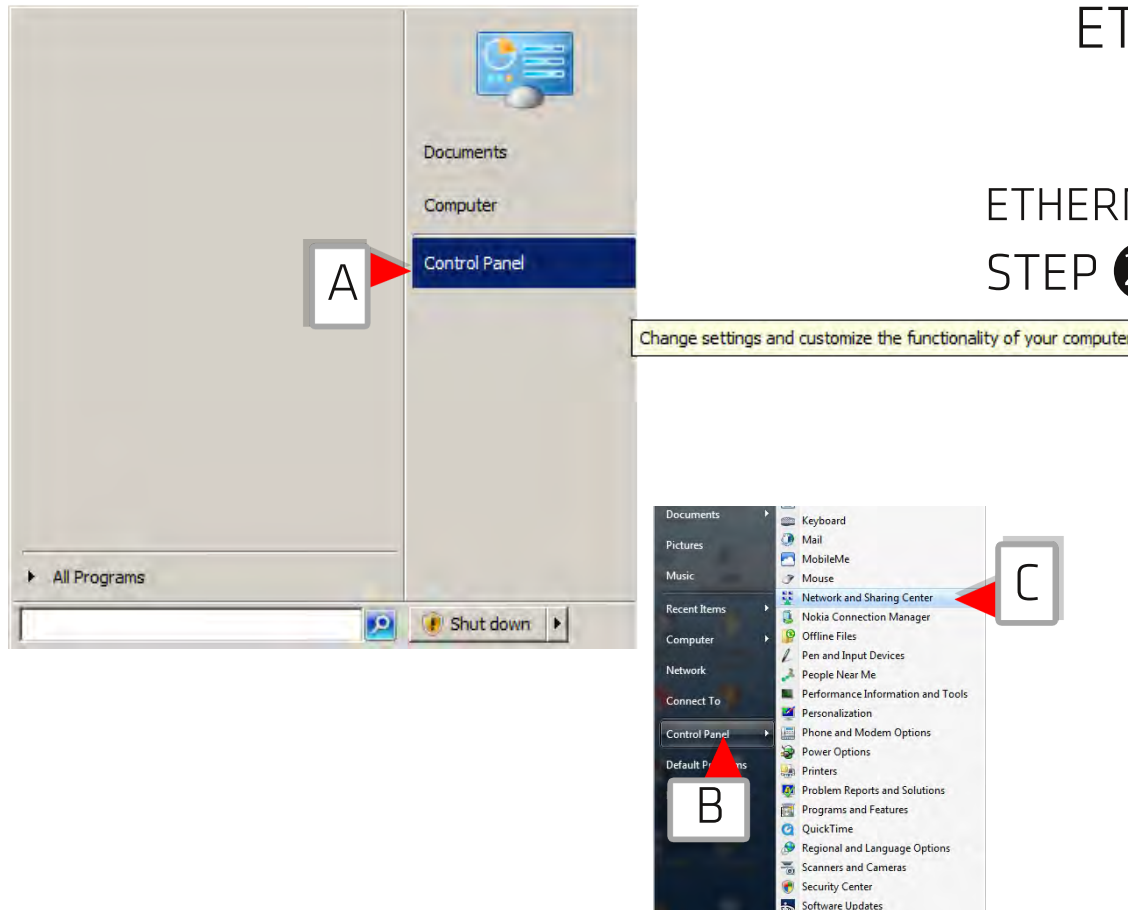 ET
Documents
Computer
Control Panel
A
ETHERN
STEP
Change settings and customize the functionality of your computer
All Programs
Shut down
Documents
Pictures
Music
Recent Items
Computer
Network
Connect To
Control Panel
Default
B
Keyboard
Mail
MobileMe
Mouse
Network and Sharing Center
Nokia Connection Manager
Offline Files
Pen and Input Devices
People Near Me
Performance Information and Tools
Personalization
Phone and Modem Options
Power Options
Printers
Problem Reports and Solutions
Programs and Features
QuickTime
Regional and Language Options
Scanners and Cameras
Security Center
Software Updates
C